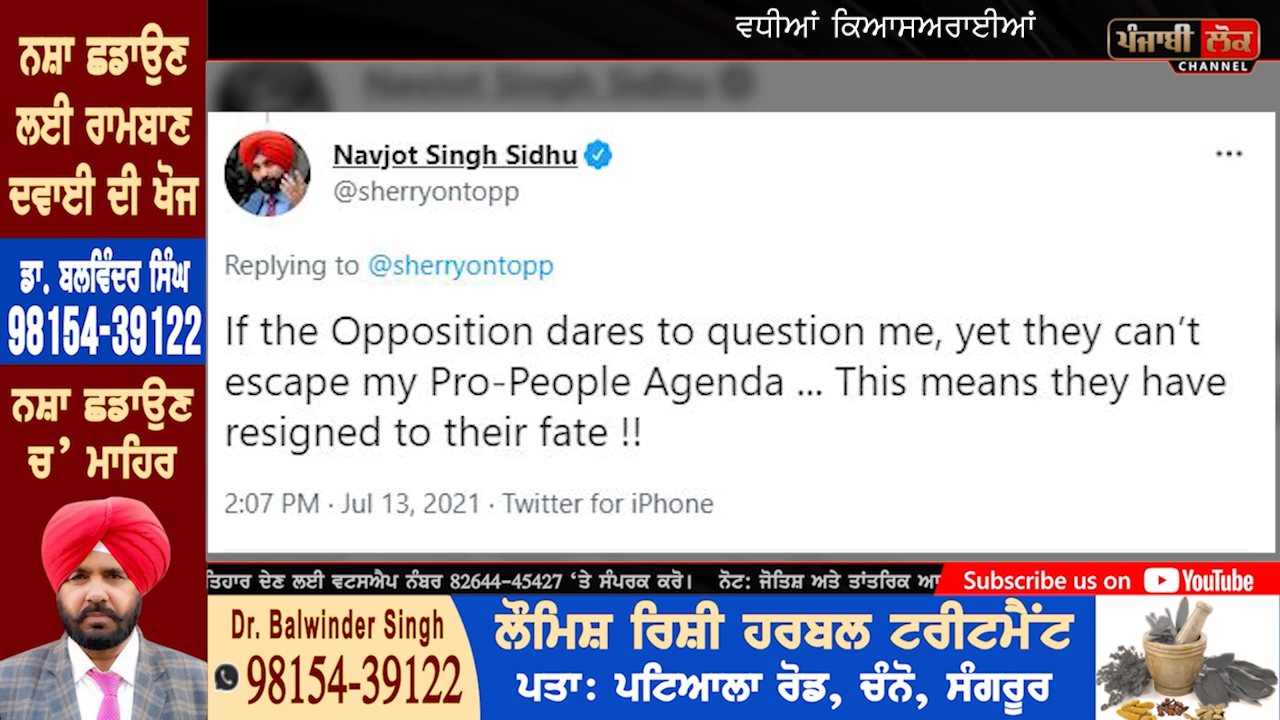 ਵਧੀਆਂ ਕਿਆਸਅਰਾਈਆਂ
ਪੰਜਾਬੀ ਲੋਕ
CHANNEL
ਨਸ਼ਾ ਛਡਾਉਣ
ਲਈ ਰਾਮਬਾਣ
ਦਵਾਈ ਦੀ ਖੋਜ
ਡਾ. ਬਲਵਿੰਦਰ ਸਿੰਘ
98154-39122
ਨਸ਼ਾ ਛਡਾਉਣ
ਚ' ਮਾਹਿਰ
Navjot Singh Sidhu
Navjot Singh Sidhu
@sherryontopp
Replying to @sherryontopp
If the Opposition dares to question me, yet they can't
escape my Pro-People Agenda ... This means they have
resigned to their fate !!
2:07 PM · Jul 13, 2021 · Twitter for iPhone
ਤਿਹਾਰ ਦੇਣ ਲਈ ਵਟਸਐਪ ਨੰਬਰ 82644-45427 'ਤੇ ਸੰਪਰਕ ਕਰੋ। ਨੋਟ: ਜੋਤਿਸ਼ ਅਤੇ ਤਾਂਤਰਿਕ
Subscribe us on YouTube
Dr. Balwinder Singh
98154-39122
ਲੌਮਿਸ਼ ਰਿਸ਼ੀ ਹਰਬਲ ਟਰੀਟਮੈਂਟ
ਪਤਾ: ਪਟਿਆਲਾ ਰੋਡ, ਚੰਨੋ, ਸੰਗਰੂਰ